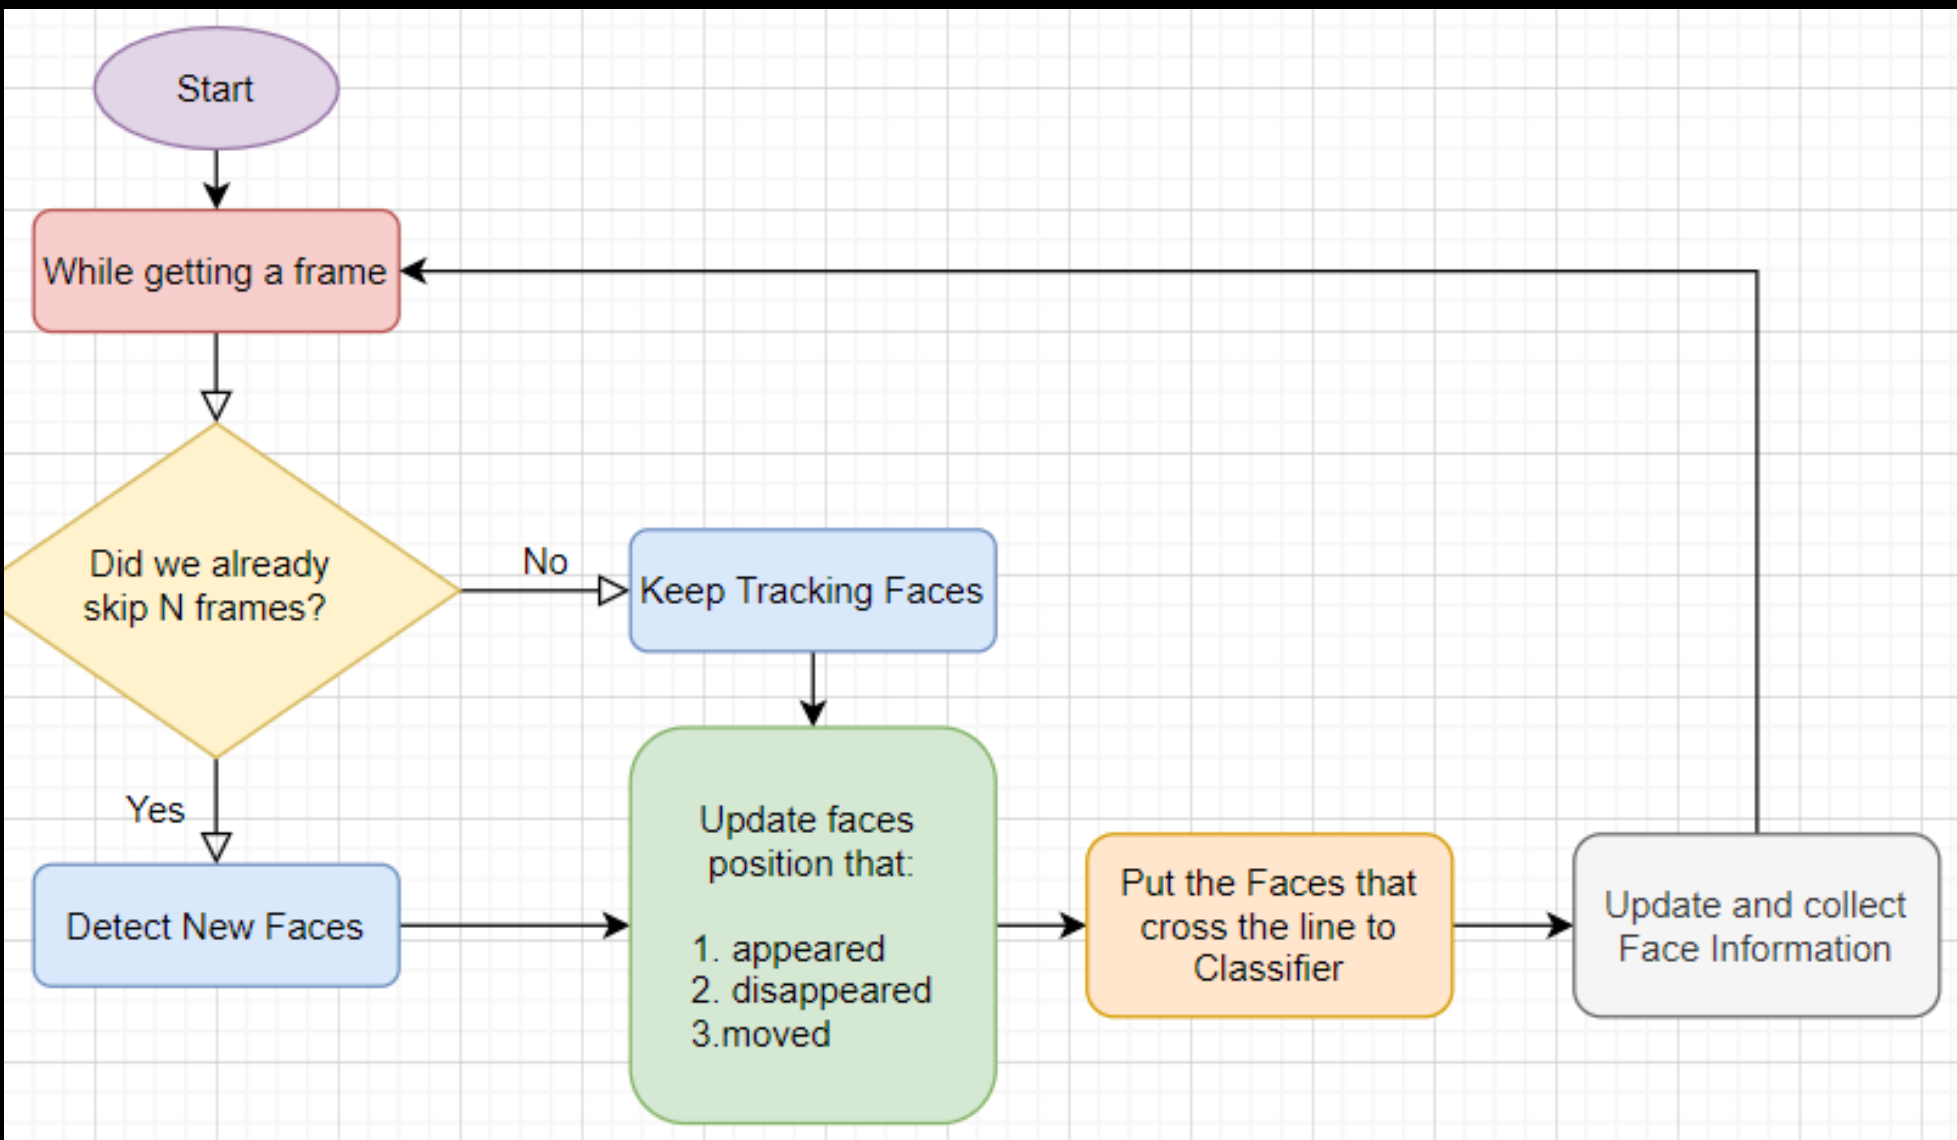 Start
While getting a frame
Did we already
skip N frames?
No
Keep Tracking Faces
Yes
Detect New Faces
Update faces
position that:
1. appeared
2. disappeared
3.moved
Put the Faces that
cross the line to
Classifier
Update and collect
Face Information